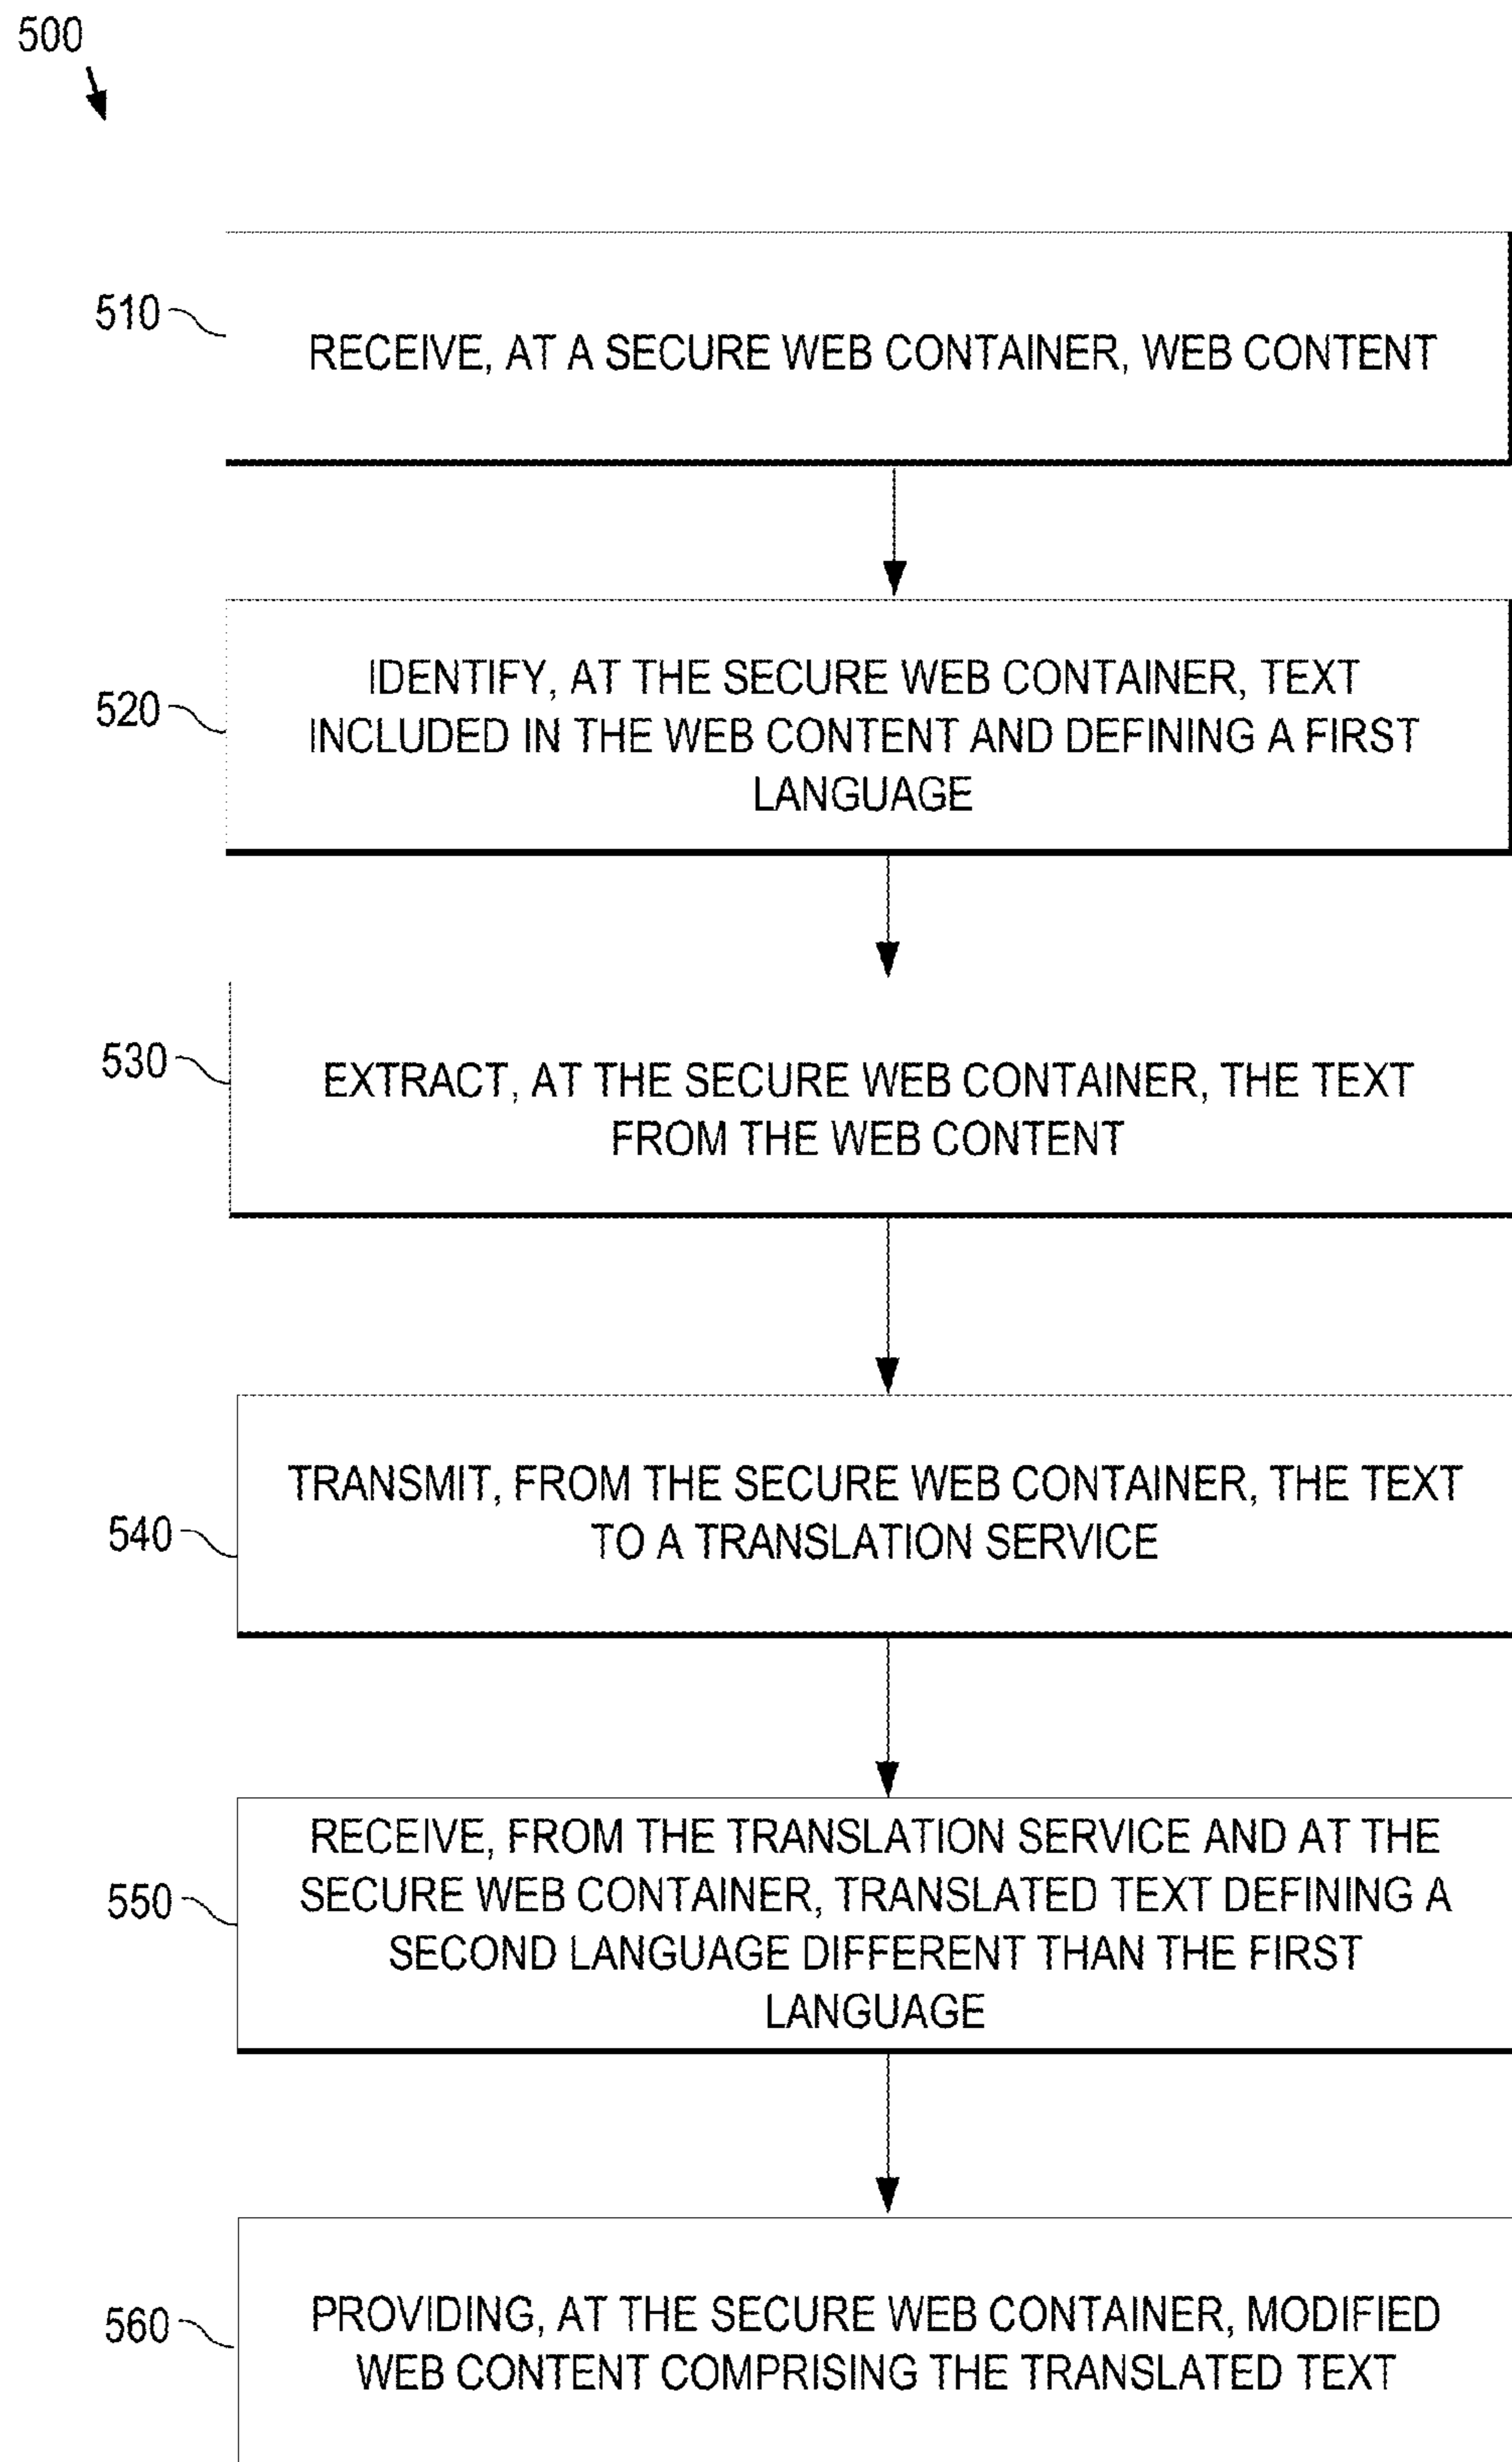 500
510
RECEIVE, AT A SECURE WEB CONTAINER, WEB CONTENT
520
IDENTIFY, AT THE SECURE WEB CONTAINER, TEXT
INCLUDED IN THE WEB CONTENT AND DEFINING A FIRST
LANGUAGE
530
EXTRACT, AT THE SECURE WEB CONTAINER, THE TEXT
FROM THE WEB CONTENT
540
TRANSMIT, FROM THE SECURE WEB CONTAINER, THE TEXT
TO A TRANSLATION SERVICE
550
RECEIVE, FROM THE TRANSLATION SERVICE AND AT THE
SECURE WEB CONTAINER, TRANSLATED TEXT DEFINING A
SECOND LANGUAGE DIFFERENT THAN THE FIRST
LANGUAGE
560
PROVIDING, AT THE SECURE WEB CONTAINER, MODIFIED
WEB CONTENT COMPRISING THE TRANSLATED TEXT